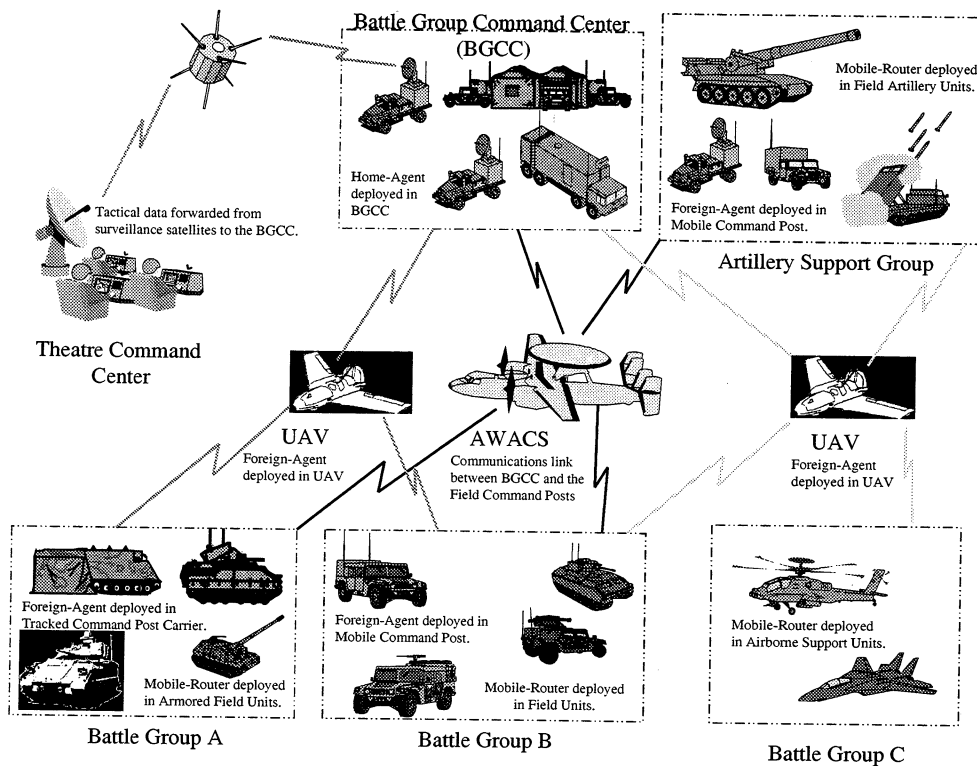 Battle Group Command Center
(BGCC)
Home-Agent
deployed in
BGCC
Mobile-Router deployed
in Field Artillery Units.
Foreign-Agent deployed in
Mobile Command Post.
Artillery Support Group
Tactical data forwarded from
surveillance satellites to the BGCC.
Theatre Command
Center
UAV
Foreign-Agent
deployed in UAV
AWACS
Communications link
between BGCC and the
Field Command Posts
UAV
Foreign-Agent
deployed in UAV
Foreign-Agent deployed in
Tracked Command Post Carrier.
Mobile-Router deployed
in Armored Field Units.
Battle Group A
Foreign-Agent deployed in
Mobile Command Post.
Mobile-Router deployed in
Field Units.
Battle Group B
Mobile-Router deployed
in Airborne Support Units.
Battle Group C